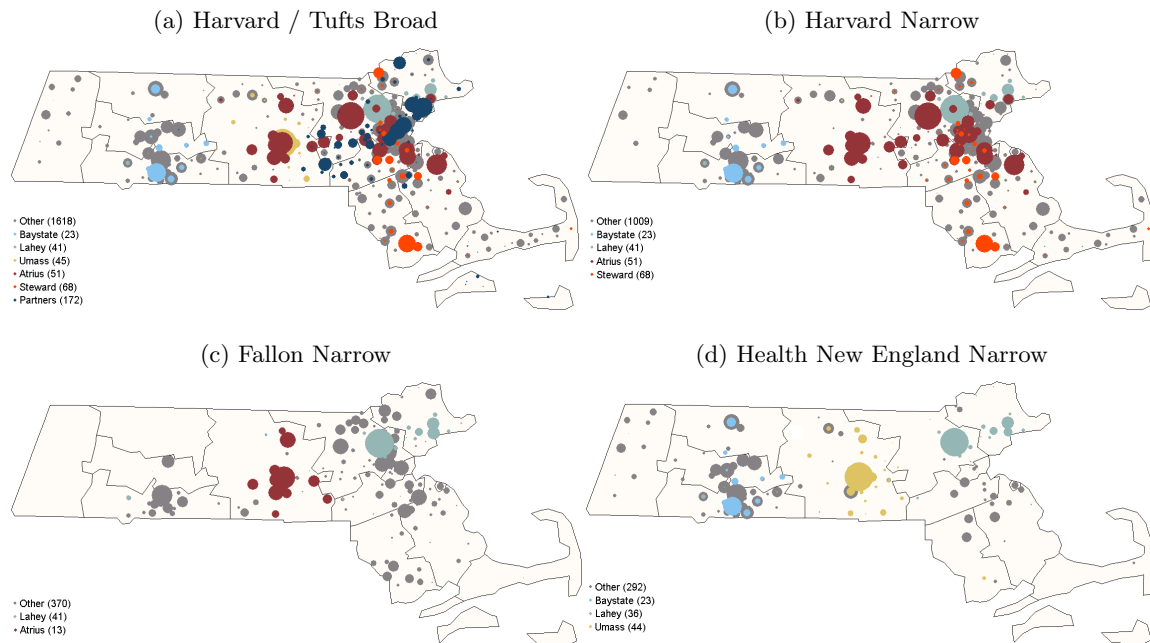 (a) Harvard / Tufts Broad
Other (1618)
Baystate (23)
Lahey (41)
Umass (45)
Atrius (51)
Steward (68)
Partners (172)
(b) Harvard Narrow
Other (1009)
Baystate (23)
Lahey (41)
Atrius (51)
Steward (68)
(c) Fallon Narrow
Other (370)
Lahey (41)
Atrius (13)
(d) Health New England Narrow
Other (292)
Baystate (23)
Lahey (36)
Umass (44)